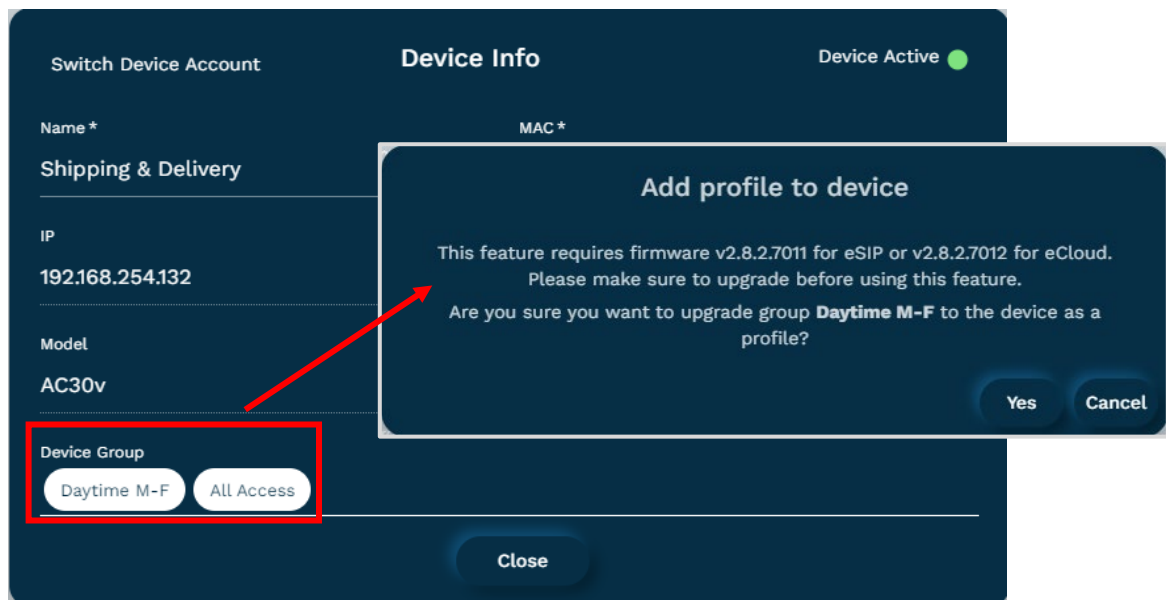 Switch Device Account
Device Info
Device Active
Name *
MAC *
Shipping & Delivery
IP
192.168.254.132
Model
AC30v
Device Group
Daytime M-F
All Access
Close
Add profile to device
This feature requires firmware v2.8.2.7011 for eSIP or v2.8.2.7012 for eCloud.
Please make sure to upgrade before using this feature.
Are you sure you want to upgrade group Daytime M-F to the device as a
profile?
Yes
Cancel